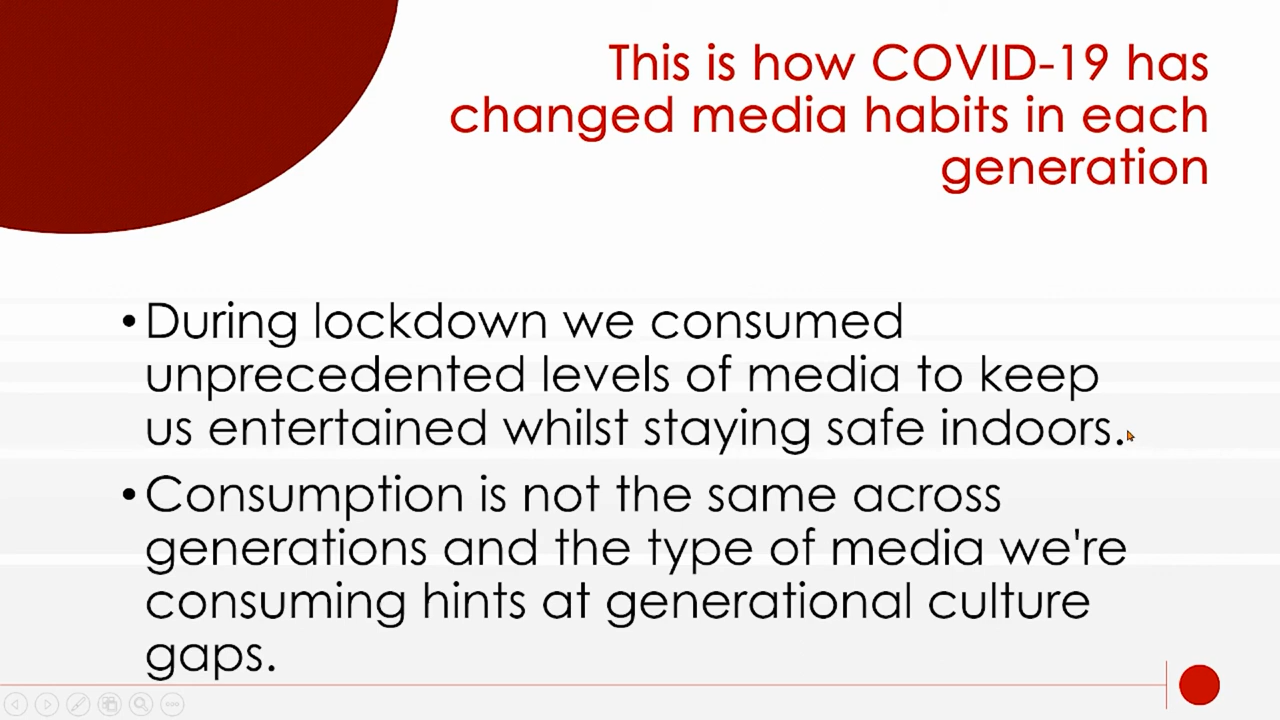 This is how COVID-19 has
changed media habits in each
generation
•During lockdown we consumed
unprecedented levels of media to keep
us entertained whilst staying safe indoors.
•Consumption is not the same across
generations and the type of media we're
consuming hints at generational culture
gaps.